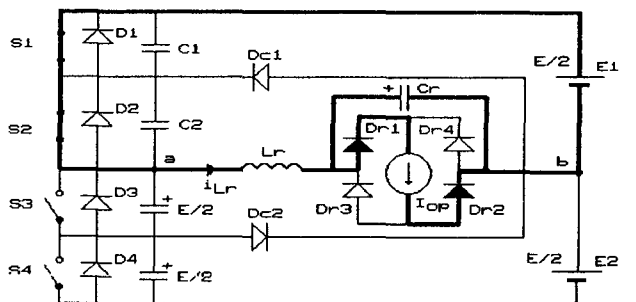 S1
D1
C1
Dc1
E/2
E1
+
Cr
S2
D2
C2
Lr
Dr1
Dr4
a
b
iLr
S3
D3
+
E/2
Dr3
Iop
Dr2
Dc2
E/2
E2
S4
D4
+
E/2